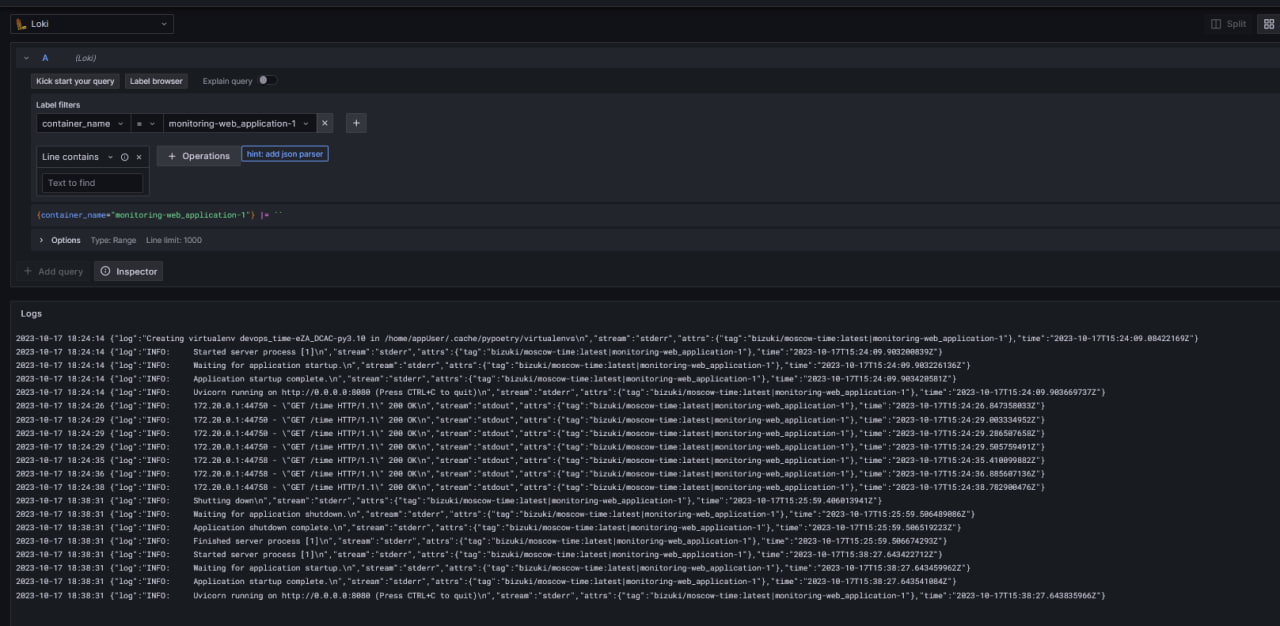 Loki
Split
A (Loki)
Kick start your query Label browser Explain query
Label filters
container_name = monitoring-web_application-1 × +
Line contains × + Operations hint: add json parser
Text to find
{container_name="monitoring-web_application-1"} |= ``
Options Type: Range Line limit: 1000
+ Add query Inspector
Logs
2023-10-17 18:24:14 {"log":"Creating virtualenv devops_time-eZA_DCAC-py3.10 in /home/appUser/.cache/pypoetry/virtualenvs\n","stream":"stderr","attrs":{"tag":"bizuki/moscow-time:latest|monitoring-web_application-1"},"time":"2023-10-17T15:24:09.08422169Z"}
2023-10-17 18:24:14 {"log":"INFO: Started server process [1]\n","stream":"stderr","attrs":{"tag":"bizuki/moscow-time:latest|monitoring-web_application-1"},"time":"2023-10-17T15:24:09.903200839Z"}
2023-10-17 18:24:14 {"log":"INFO: Waiting for application startup.\n","stream":"stderr","attrs":{"tag":"bizuki/moscow-time:latest|monitoring-web_application-1"},"time":"2023-10-17T15:24:09.903226136Z"}
2023-10-17 18:24:14 {"log":"INFO: Application startup complete.\n","stream":"stderr","attrs":{"tag":"bizuki/moscow-time:latest|monitoring-web_application-1"},"time":"2023-10-17T15:24:09.903420581Z"}
2023-10-17 18:24:14 {"log":"INFO: Uvicorn running on http://0.0.0.0:8080 (Press CTRL+C to quit)\n","stream":"stderr","attrs":{"tag":"bizuki/moscow-time:latest|monitoring-web_application-1"},"time":"2023-10-17T15:24:09.903669737Z"}
2023-10-17 18:24:26 {"log":"INFO: 172.20.0.1:44750 - \"GET /time HTTP/1.1\" 200 OK\n","stream":"stdout","attrs":{"tag":"bizuki/moscow-time:latest|monitoring-web_application-1"},"time":"2023-10-17T15:24:26.847358033Z"}
2023-10-17 18:24:29 {"log":"INFO: 172.20.0.1:44758 - \"GET /time HTTP/1.1\" 200 OK\n","stream":"stdout","attrs":{"tag":"bizuki/moscow-time:latest|monitoring-web_application-1"},"time":"2023-10-17T15:24:29.003334952Z"}
2023-10-17 18:24:29 {"log":"INFO: 172.20.0.1:44758 - \"GET /time HTTP/1.1\" 200 OK\n","stream":"stdout","attrs":{"tag":"bizuki/moscow-time:latest|monitoring-web_application-1"},"time":"2023-10-17T15:24:29.286507658Z"}
2023-10-17 18:24:29 {"log":"INFO: 172.20.0.1:44758 - \"GET /time HTTP/1.1\" 200 OK\n","stream":"stdout","attrs":{"tag":"bizuki/moscow-time:latest|monitoring-web_application-1"},"time":"2023-10-17T15:24:29.505759491Z"}
2023-10-17 18:24:35 {"log":"INFO: 172.20.0.1:44758 - \"GET /time HTTP/1.1\" 200 OK\n","stream":"stdout","attrs":{"tag":"bizuki/moscow-time:latest|monitoring-web_application-1"},"time":"2023-10-17T15:24:35.410099882Z"}
2023-10-17 18:24:36 {"log":"INFO: 172.20.0.1:44758 - \"GET /time HTTP/1.1\" 200 OK\n","stream":"stdout","attrs":{"tag":"bizuki/moscow-time:latest|monitoring-web_application-1"},"time":"2023-10-17T15:24:36.885607136Z"}
2023-10-17 18:24:38 {"log":"INFO: 172.20.0.1:44758 - \"GET /time HTTP/1.1\" 200 OK\n","stream":"stdout","attrs":{"tag":"bizuki/moscow-time:latest|monitoring-web_application-1"},"time":"2023-10-17T15:24:38.782900476Z"}
2023-10-17 18:38:31 {"log":"INFO: Shutting down\n","stream":"stderr","attrs":{"tag":"bizuki/moscow-time:latest|monitoring-web_application-1"},"time":"2023-10-17T15:25:59.406013941Z"}
2023-10-17 18:38:31 {"log":"INFO: Waiting for application shutdown.\n","stream":"stderr","attrs":{"tag":"bizuki/moscow-time:latest|monitoring-web_application-1"},"time":"2023-10-17T15:25:59.506489086Z"}
2023-10-17 18:38:31 {"log":"INFO: Application shutdown complete.\n","stream":"stderr","attrs":{"tag":"bizuki/moscow-time:latest|monitoring-web_application-1"},"time":"2023-10-17T15:25:59.506519223Z"}
2023-10-17 18:38:31 {"log":"INFO: Finished server process [1]\n","stream":"stderr","attrs":{"tag":"bizuki/moscow-time:latest|monitoring-web_application-1"},"time":"2023-10-17T15:25:59.506674293Z"}
2023-10-17 18:38:31 {"log":"INFO: Started server process [1]\n","stream":"stderr","attrs":{"tag":"bizuki/moscow-time:latest|monitoring-web_application-1"},"time":"2023-10-17T15:38:27.643422712Z"}
2023-10-17 18:38:31 {"log":"INFO: Waiting for application startup.\n","stream":"stderr","attrs":{"tag":"bizuki/moscow-time:latest|monitoring-web_application-1"},"time":"2023-10-17T15:38:27.643459962Z"}
2023-10-17 18:38:31 {"log":"INFO: Application startup complete.\n","stream":"stderr","attrs":{"tag":"bizuki/moscow-time:latest|monitoring-web_application-1"},"time":"2023-10-17T15:38:27.643541084Z"}
2023-10-17 18:38:31 {"log":"INFO: Uvicorn running on http://0.0.0.0:8080 (Press CTRL+C to quit)\n","stream":"stderr","attrs":{"tag":"bizuki/moscow-time:latest|monitoring-web_application-1"},"time":"2023-10-17T15:38:27.643835966Z"}